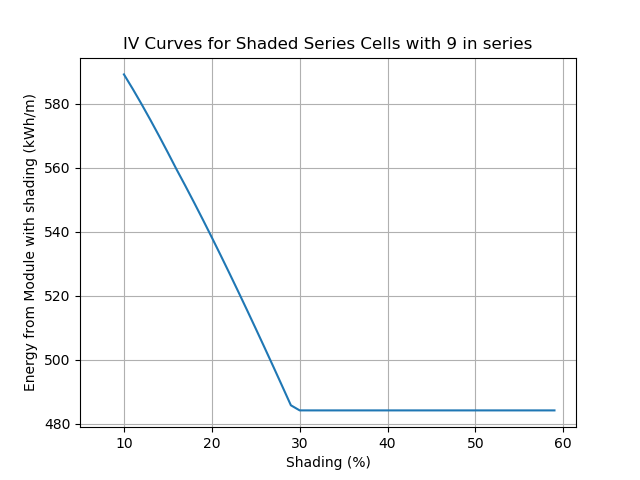 IV Curves for Shaded Series Cells with 9 in series
Energy from Module with shading (kWh/m)
580
560
540
520
500
480
10 20 30 40 50 60
Shading (%)